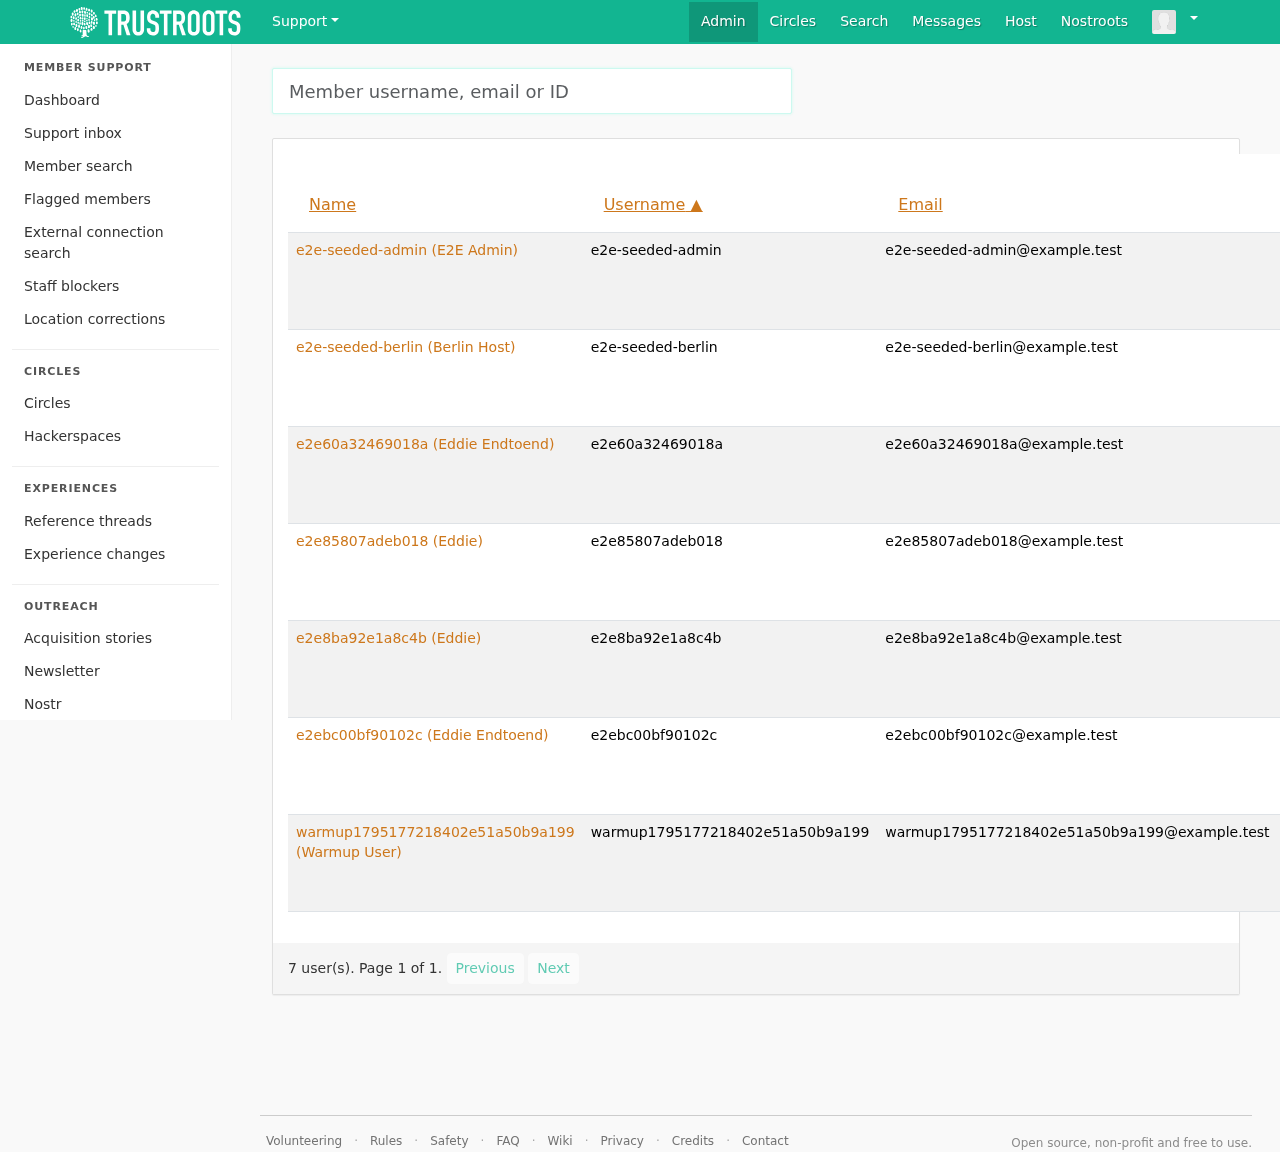 TRUSTROOTS Support Admin Circles Search Messages Host Nostroots
MEMBER SUPPORT
Dashboard
Support inbox
Member search
Flagged members
External connection
search
Staff blockers
Location corrections
CIRCLES
Circles
Hackerspaces
EXPERIENCES
Reference threads
Experience changes
OUTREACH
Acquisition stories
Newsletter
Nostr
Member username, email or ID
Name Username ▲ Email
e2e-seeded-admin (E2E Admin) e2e-seeded-admin e2e-seeded-admin@example.test
e2e-seeded-berlin (Berlin Host) e2e-seeded-berlin e2e-seeded-berlin@example.test
e2e60a32469018a (Eddie Endtoend) e2e60a32469018a e2e60a32469018a@example.test
e2e85807adeb018 (Eddie) e2e85807adeb018 e2e85807adeb018@example.test
e2e8ba92e1a8c4b (Eddie) e2e8ba92e1a8c4b e2e8ba92e1a8c4b@example.test
e2ebc00bf90102c (Eddie Endtoend) e2ebc00bf90102c e2ebc00bf90102c@example.test
warmup1795177218402e51a50b9a199 warmup1795177218402e51a50b9a199 warmup1795177218402e51a50b9a199@example.test
(Warmup User)
7 user(s). Page 1 of 1. Previous Next
Volunteering · Rules · Safety · FAQ · Wiki · Privacy · Credits · Contact
Open source, non-profit and free to use.